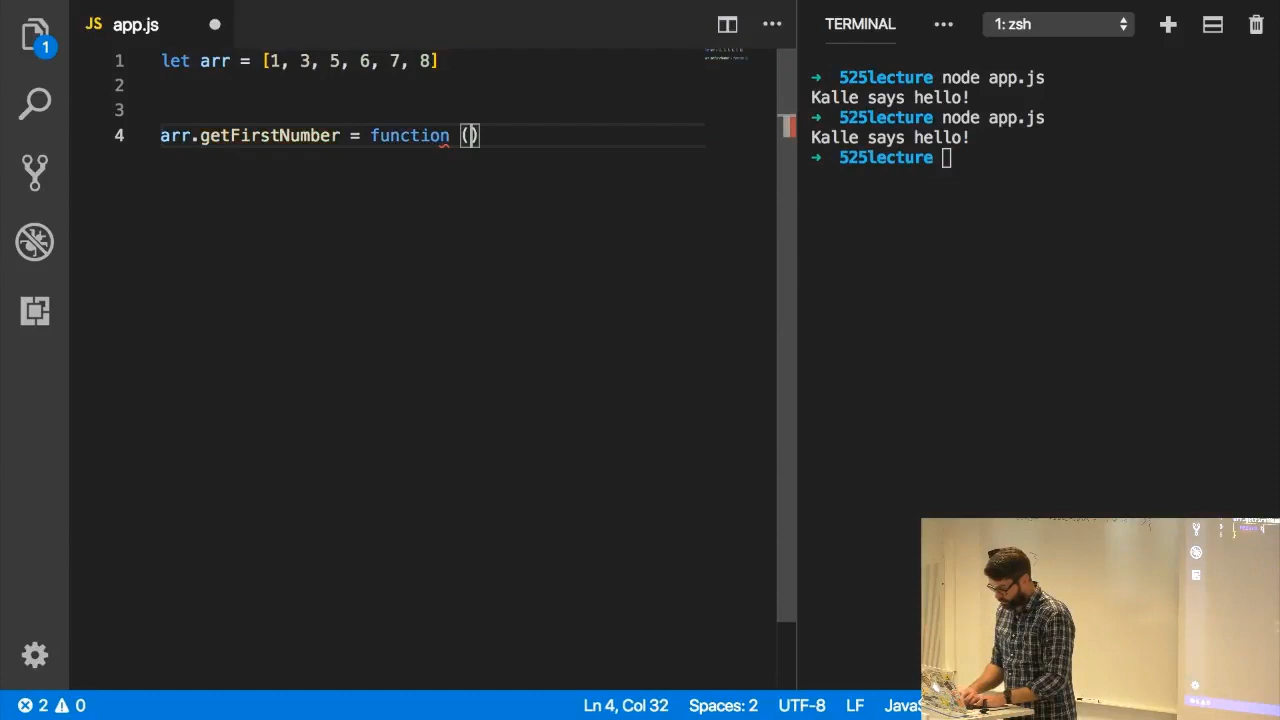 1
JS app.js
TERMINAL
1: zsh
1 let arr = [1, 3, 5, 6, 7, 8]
2
3
4 arr.getFirstNumber = function ()
→ 525lecture node app.js
Kalle says hello!
→ 525lecture node app.js
Kalle says hello!
→ 525lecture
2 0
Ln 4, Col 32
Spaces: 2
UTF-8
LF
JavaS